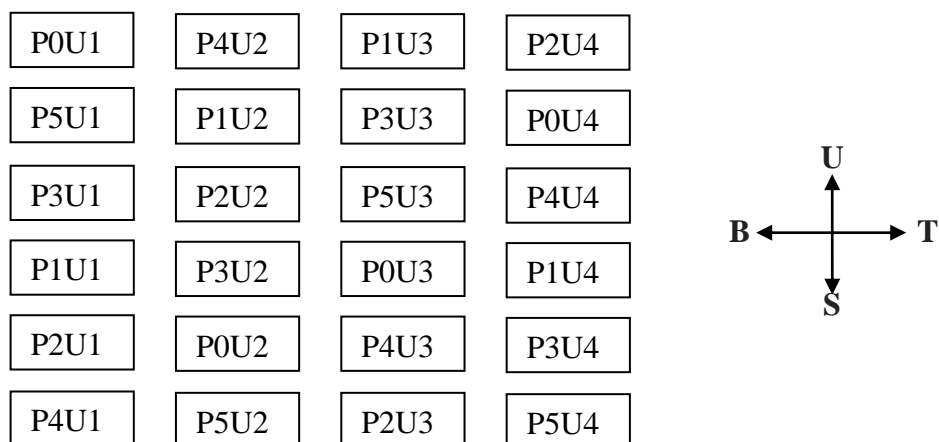 P0U1 P4U2 P1U3 P2U4
P5U1 P1U2 P3U3 P0U4
P3U1 P2U2 P5U3 P4U4
P1U1 P3U2 P0U3 P1U4
P2U1 P0U2 P4U3 P3U4
P4U1 P5U2 P2U3 P5U4
U
B T
S